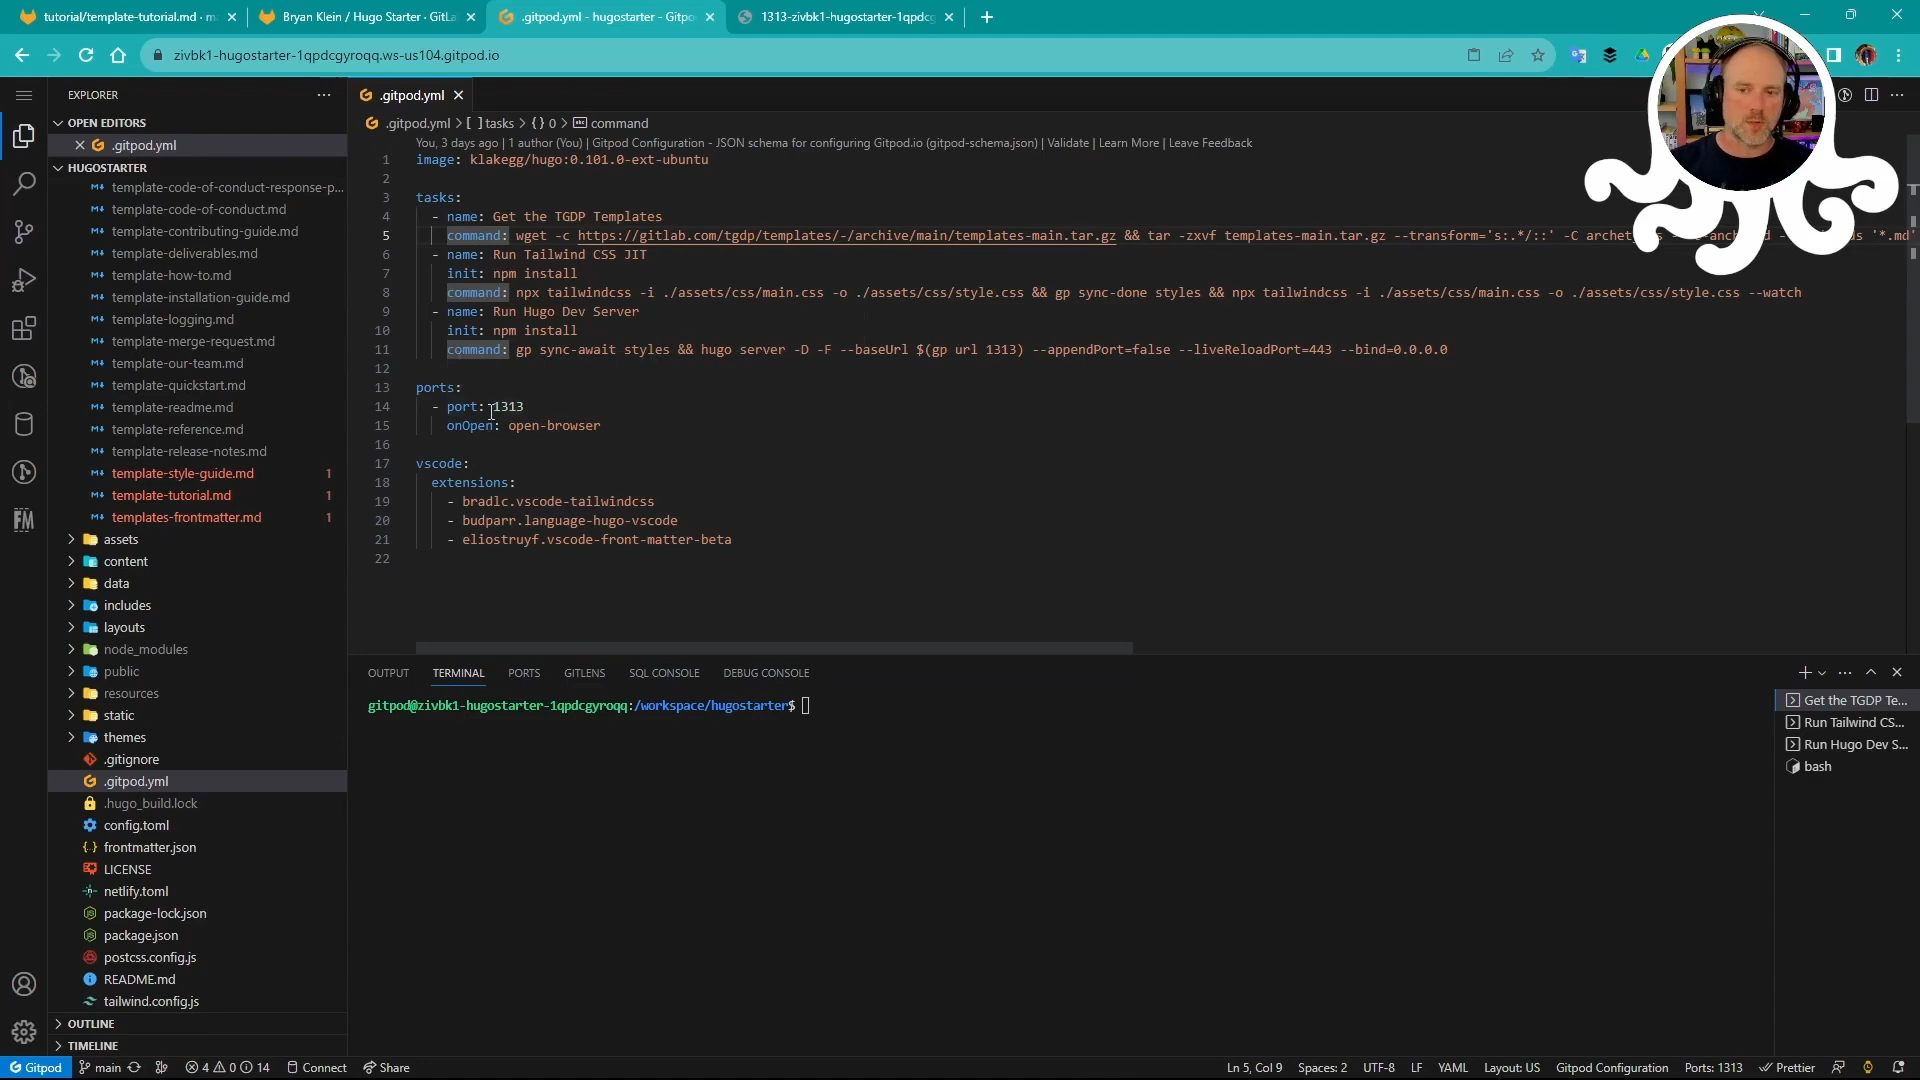 tutorial/template-tutorial.md · m
Bryan Klein / Hugo Starter · GitLa
.gitpod.yml - hugostarter - Gitpo
1313-zivbk1-hugostarter-1qpdcg
zivbk1-hugostarter-1qpdcgyroqq.ws-us104.gitpod.io
EXPLORER
.gitpod.yml
OPEN EDITORS
.gitpod.yml > [ ] tasks > { } 0 > command
.gitpod.yml
You, 3 days ago | 1 author (You) | Gitpod Configuration - JSON schema for configuring Gitpod.io (gitpod-schema.json) | Validate | Learn More | Leave Feedback
HUGOSTARTER
template-code-of-conduct-response-p...
template-code-of-conduct.md
template-contributing-guide.md
template-deliverables.md
template-how-to.md
template-installation-guide.md
template-logging.md
template-merge-request.md
template-our-team.md
template-quickstart.md
template-readme.md
template-reference.md
template-release-notes.md
template-style-guide.md 1
template-tutorial.md 1
templates-frontmatter.md 1
assets
content
data
includes
layouts
node_modules
public
resources
static
themes
.gitignore
.gitpod.yml
.hugo_build.lock
config.toml
frontmatter.json
LICENSE
netlify.toml
package-lock.json
package.json
postcss.config.js
README.md
tailwind.config.js
OUTLINE
TIMELINE
1 image: klakegg/hugo:0.101.0-ext-ubuntu
2
3 tasks:
4 - name: Get the TGDP Templates
5 command: wget -c https://gitlab.com/tgdp/templates/-/archive/main/templates-main.tar.gz && tar -zxvf templates-main.tar.gz --transform='s:.*/::' -C '*.md'
6 - name: Run Tailwind CSS JIT
7 init: npm install
8 command: npx tailwindcss -i ./assets/css/main.css -o ./assets/css/style.css && gp sync-done styles && npx tailwindcss -i ./assets/css/main.css -o ./assets/css/style.css --watch
9 - name: Run Hugo Dev Server
10 init: npm install
11 command: gp sync-await styles && hugo server -D -F --baseUrl $(gp url 1313) --appendPort=false --liveReloadPort=443 --bind=0.0.0.0
12
13 ports:
14 - port: 1313
15 onOpen: open-browser
16
17 vscode:
18 extensions:
19 - bradlc.vscode-tailwindcss
20 - budparr.language-hugo-vscode
21 - eliostruyf.vscode-front-matter-beta
22
OUTPUT TERMINAL PORTS GITLENS SQL CONSOLE DEBUG CONSOLE
gitpod@zivbk1-hugostarter-1qpdcgyroqq:/workspace/hugostarter$
Get the TGDP Te...
Run Tailwind CS...
Run Hugo Dev S...
bash
Gitpod main 4 0 14 Connect Share Ln 5, Col 9 Spaces: 2 UTF-8 LF YAML Layout: US Gitpod Configuration Ports: 1313 Prettier